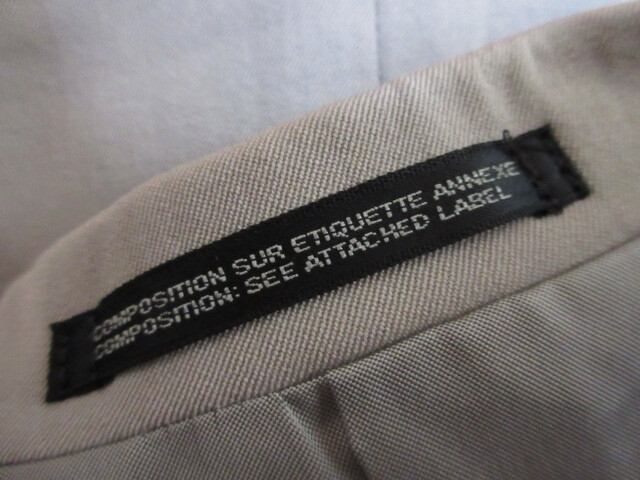 COMPOSITION SUR ETIQUETTE ANNEXE
COMPOSITION: SEE ATTACHED LABEL